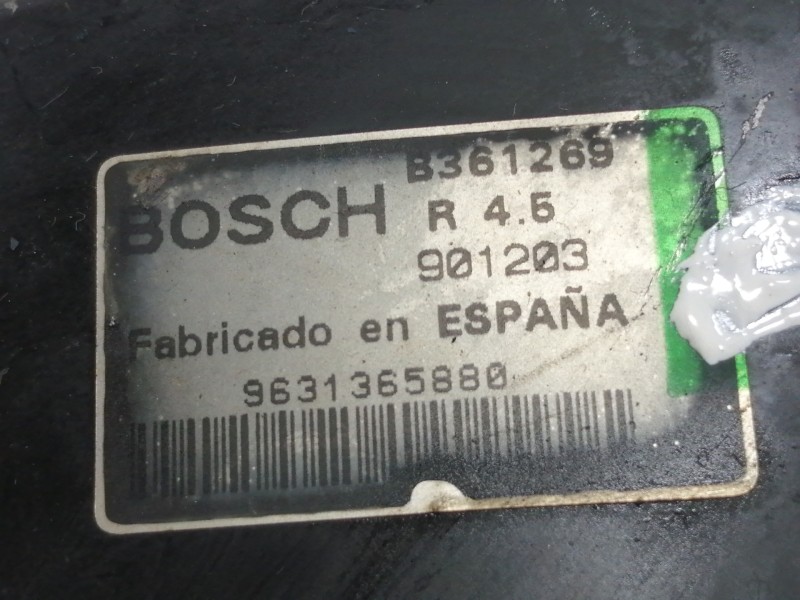 B361269
BOSCH R 4.5
901203
Fabricado en ESPAÑA
9631365880